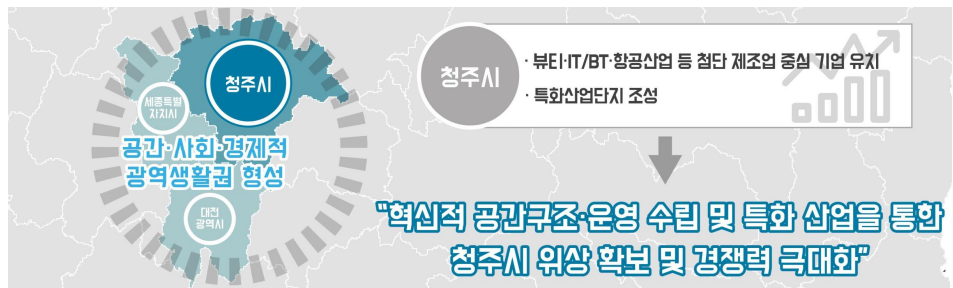 청주시
세종특별
자치시
공간·사회·경제적
광역생활권 형성
대전
광역시
청주시
· 뷰티·IT/BT·항공산업 등 첨단 제조업 중심 기업 유치
· 특화산업단지 조성
"혁신적 공간구조·운영 수립 및 특화 산업을 통한
청주시 위상 확보 및 경쟁력 극대화"